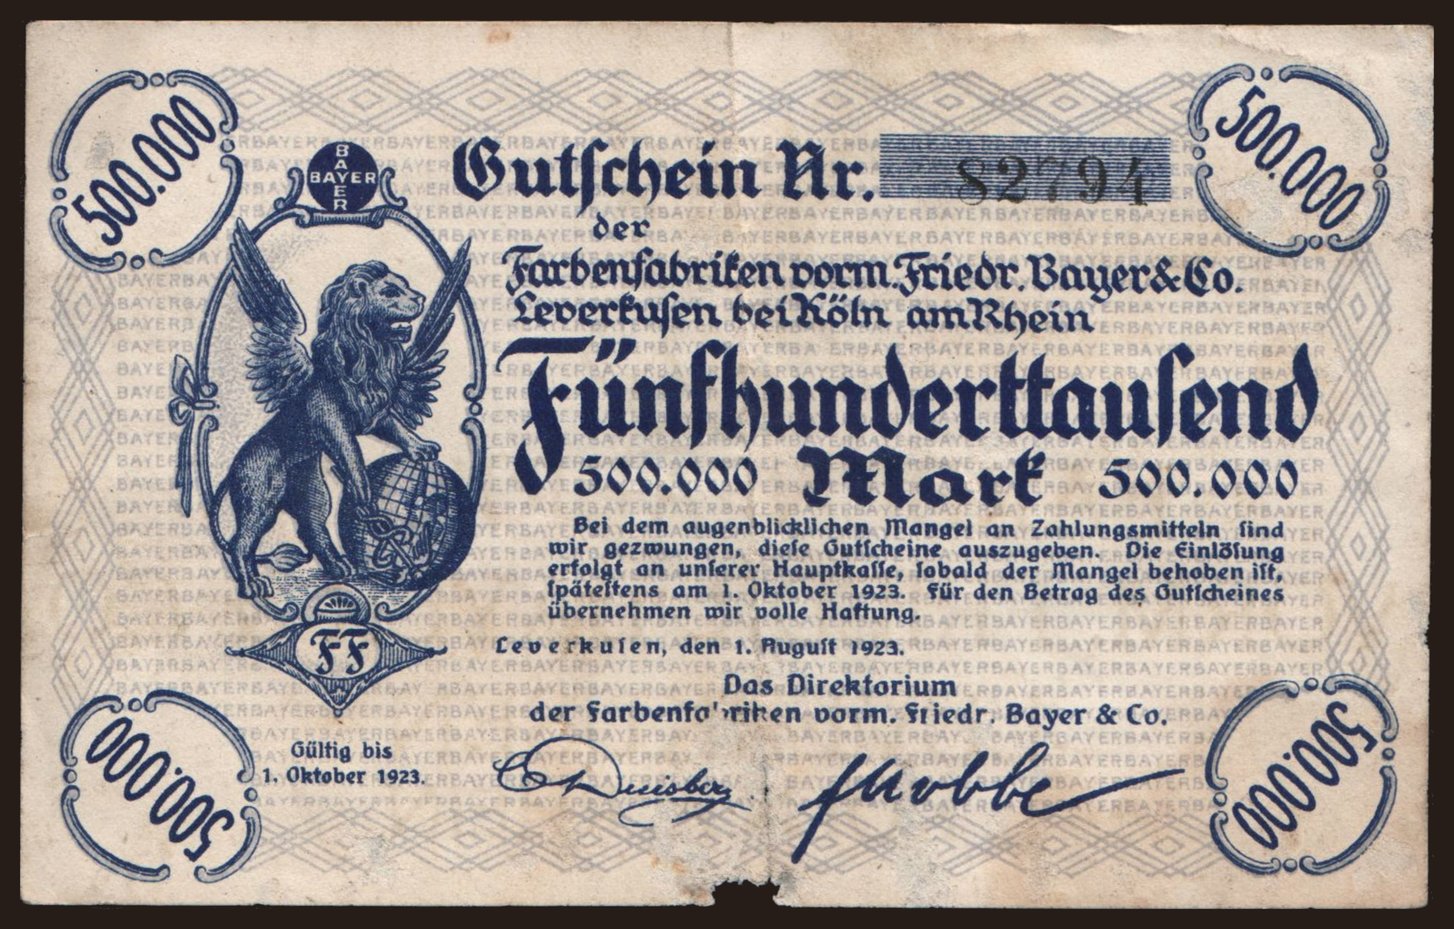 500.000
500.000
BAYER
BAYER
Gutschein Nr. 82794
der
Farbenfabriken vorm. Friedr. Bayer & Co.
Leverkusen bei Köln am Rhein
Fünfhunderttausend
500.000 Mark 500.000
Bei dem augenblicklichen Mangel an Zahlungsmitteln sind
wir gezwungen, diese Gutscheine auszugeben. Die Einlösung
erfolgt an unserer Hauptkasse, sobald der Mangel behoben ist,
spätestens am 1. Oktober 1923. Für den Betrag des Gutscheines
übernehmen wir volle Haftung.
Leverkusen, den 1. August 1923.
FF
Das Direktorium
der Farbenfabriken vorm. Friedr. Bayer & Co.
Gültig bis
1. Oktober 1923.
C Duisberg
500.000
500.000